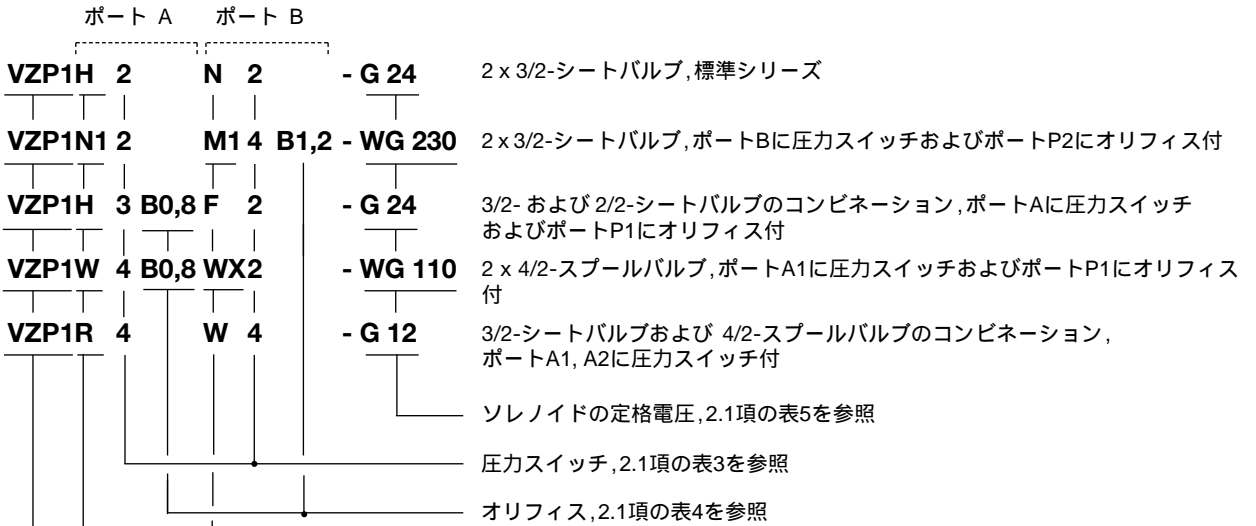 ポート A ポート B
VZP1H 2 N 2 - G 24 2 x 3/2-シートバルブ,標準シリーズ
VZP1N1 2 M1 4 B1,2 - WG 230 2 x 3/2-シートバルブ,ポートBに圧力スイッチおよびポートP2にオリフィス付
VZP1H 3 B0,8 F 2 - G 24 3/2- および 2/2-シートバルブのコンビネーション,ポートAに圧力スイッチ
およびポートP1にオリフィス付
VZP1W 4 B0,8 WX2 - WG 110 2 x 4/2-スプールバルブ,ポートA1に圧力スイッチおよびポートP1にオリフィス
付
VZP1R 4 W 4 - G 12 3/2-シートバルブおよび 4/2-スプールバルブのコンビネーション,
ポートA1, A2に圧力スイッチ付
ソレノイドの定格電圧,2.1項の表5を参照
圧力スイッチ,2.1項の表3を参照
オリフィス,2.1項の表4を参照